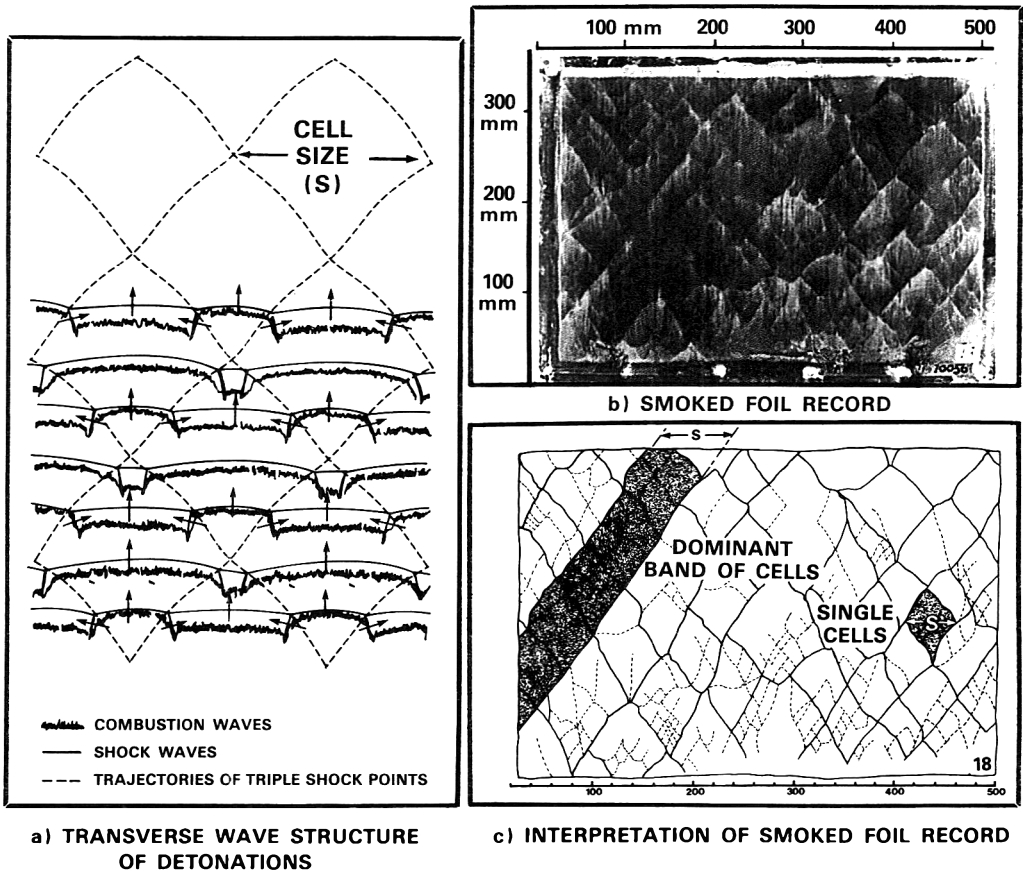 CELL
SIZE
(S)
COMBUSTION WAVES
SHOCK WAVES
TRAJECTORIES OF TRIPLE SHOCK POINTS
a) TRANSVERSE WAVE STRUCTURE
OF DETONATIONS
100 mm 200 300 400 500
300
mm
200
mm
100
mm
b) SMOKED FOIL RECORD
S
DOMINANT
BAND OF CELLS
SINGLE
CELLS
S
18
100 200 300 400 500
c) INTERPRETATION OF SMOKED FOIL RECORD